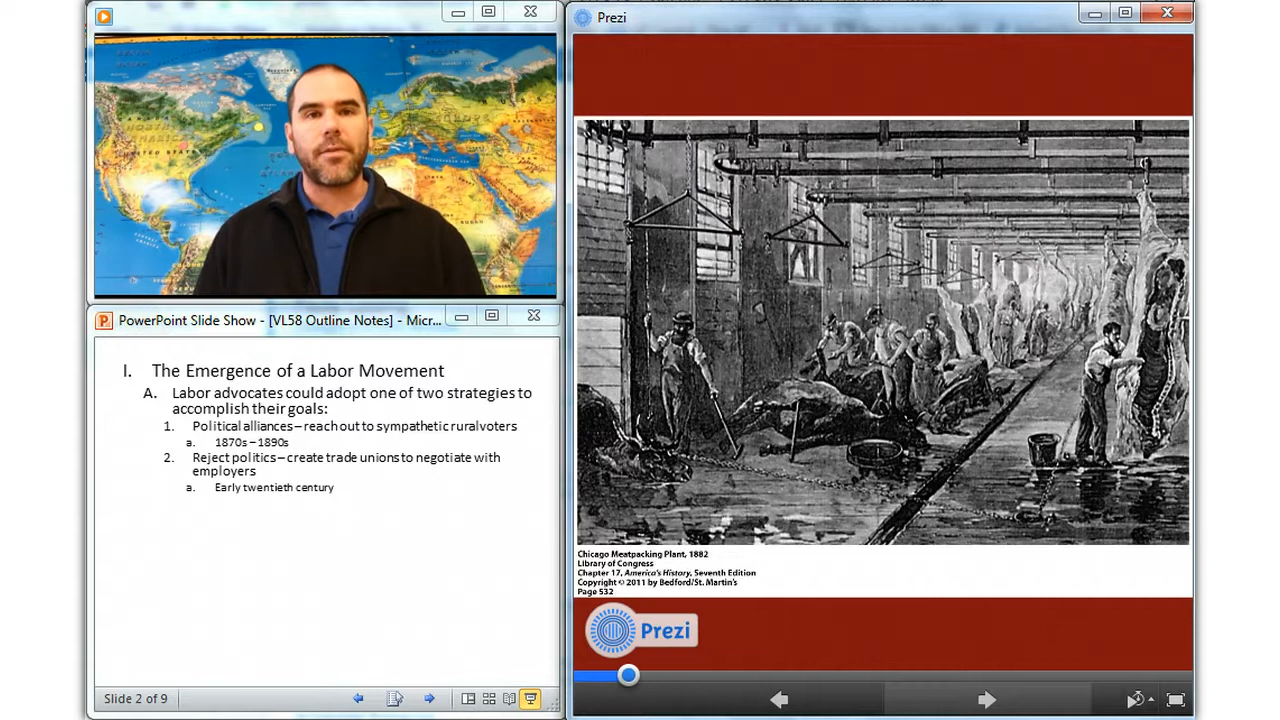 Prezi
PowerPoint Slide Show - [VL58 Outline Notes] - Micr...
I. The Emergence of a Labor Movement
A. Labor advocates could adopt one of two strategies to
accomplish their goals:
1. Political alliances – reach out to sympathetic rural voters
a. 1870s – 1890s
2. Reject politics – create trade unions to negotiate with
employers
a. Early twentieth century
Slide 2 of 9
Chicago Meatpacking Plant, 1882
Library of Congress
Chapter 17, America's History, Seventh Edition
Copyright © 2011 by Bedford/St. Martin's
Page 532
Prezi